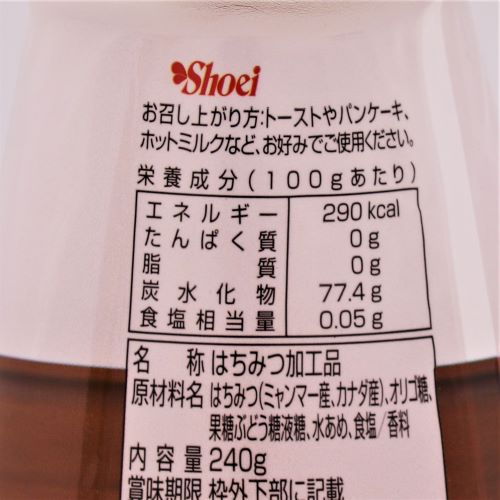 Shoei
お召し上がり方:トーストやパンケーキ、
ホットミルクなど、お好みでご使用ください。
栄養成分(100gあたり)
エネルギー 290kcal
たんぱく質 0g
脂質 0g
炭水化物 77.4g
食塩相当量 0.05g
名称 はちみつ加工品
原材料名 はちみつ(ミャンマー産、カナダ産)、オリゴ糖、
果糖ぶどう糖液糖、水あめ、食塩/香料
内容量 240g
賞味期限 枠外下部に記載